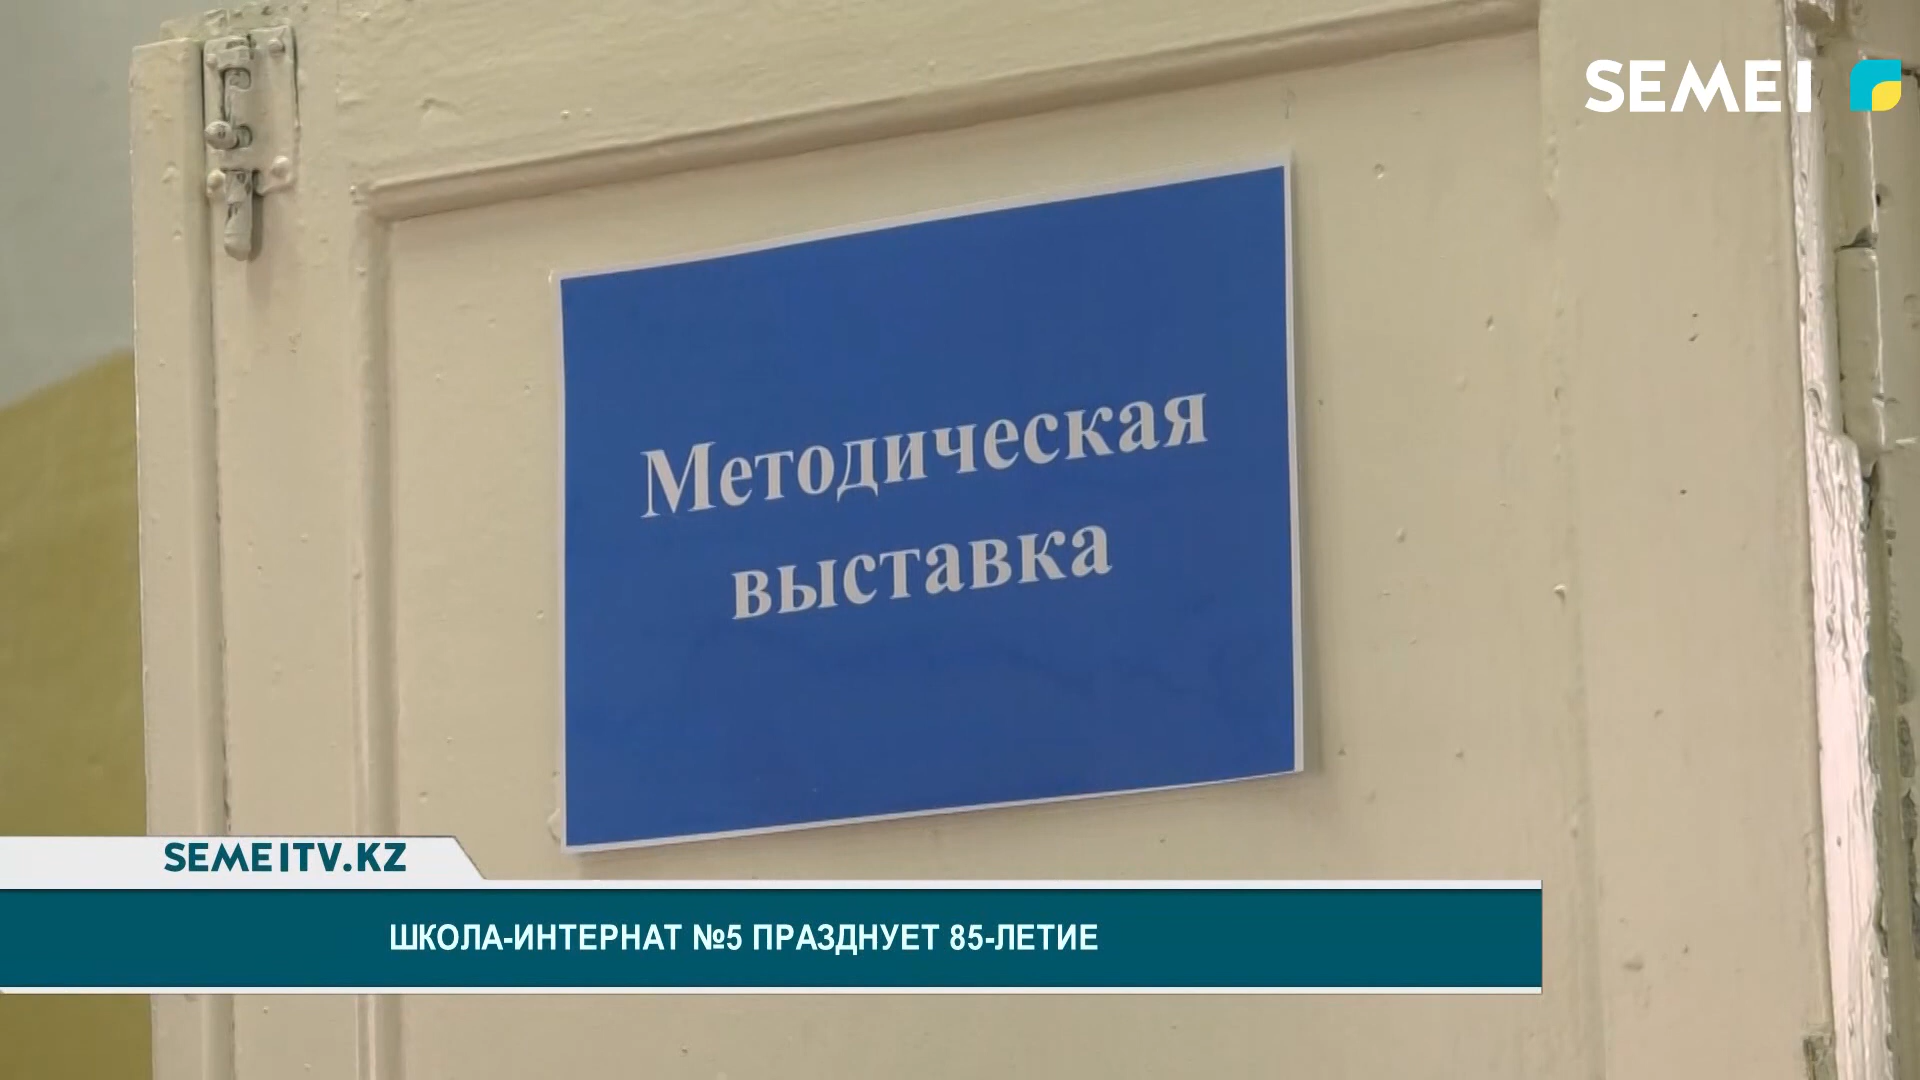 SEMEI
Методическая
выставка
SEMEITV.KZ
ШКОЛА-ИНТЕРНАТ №5 ПРАЗДНУЕТ 85-ЛЕТИЕ